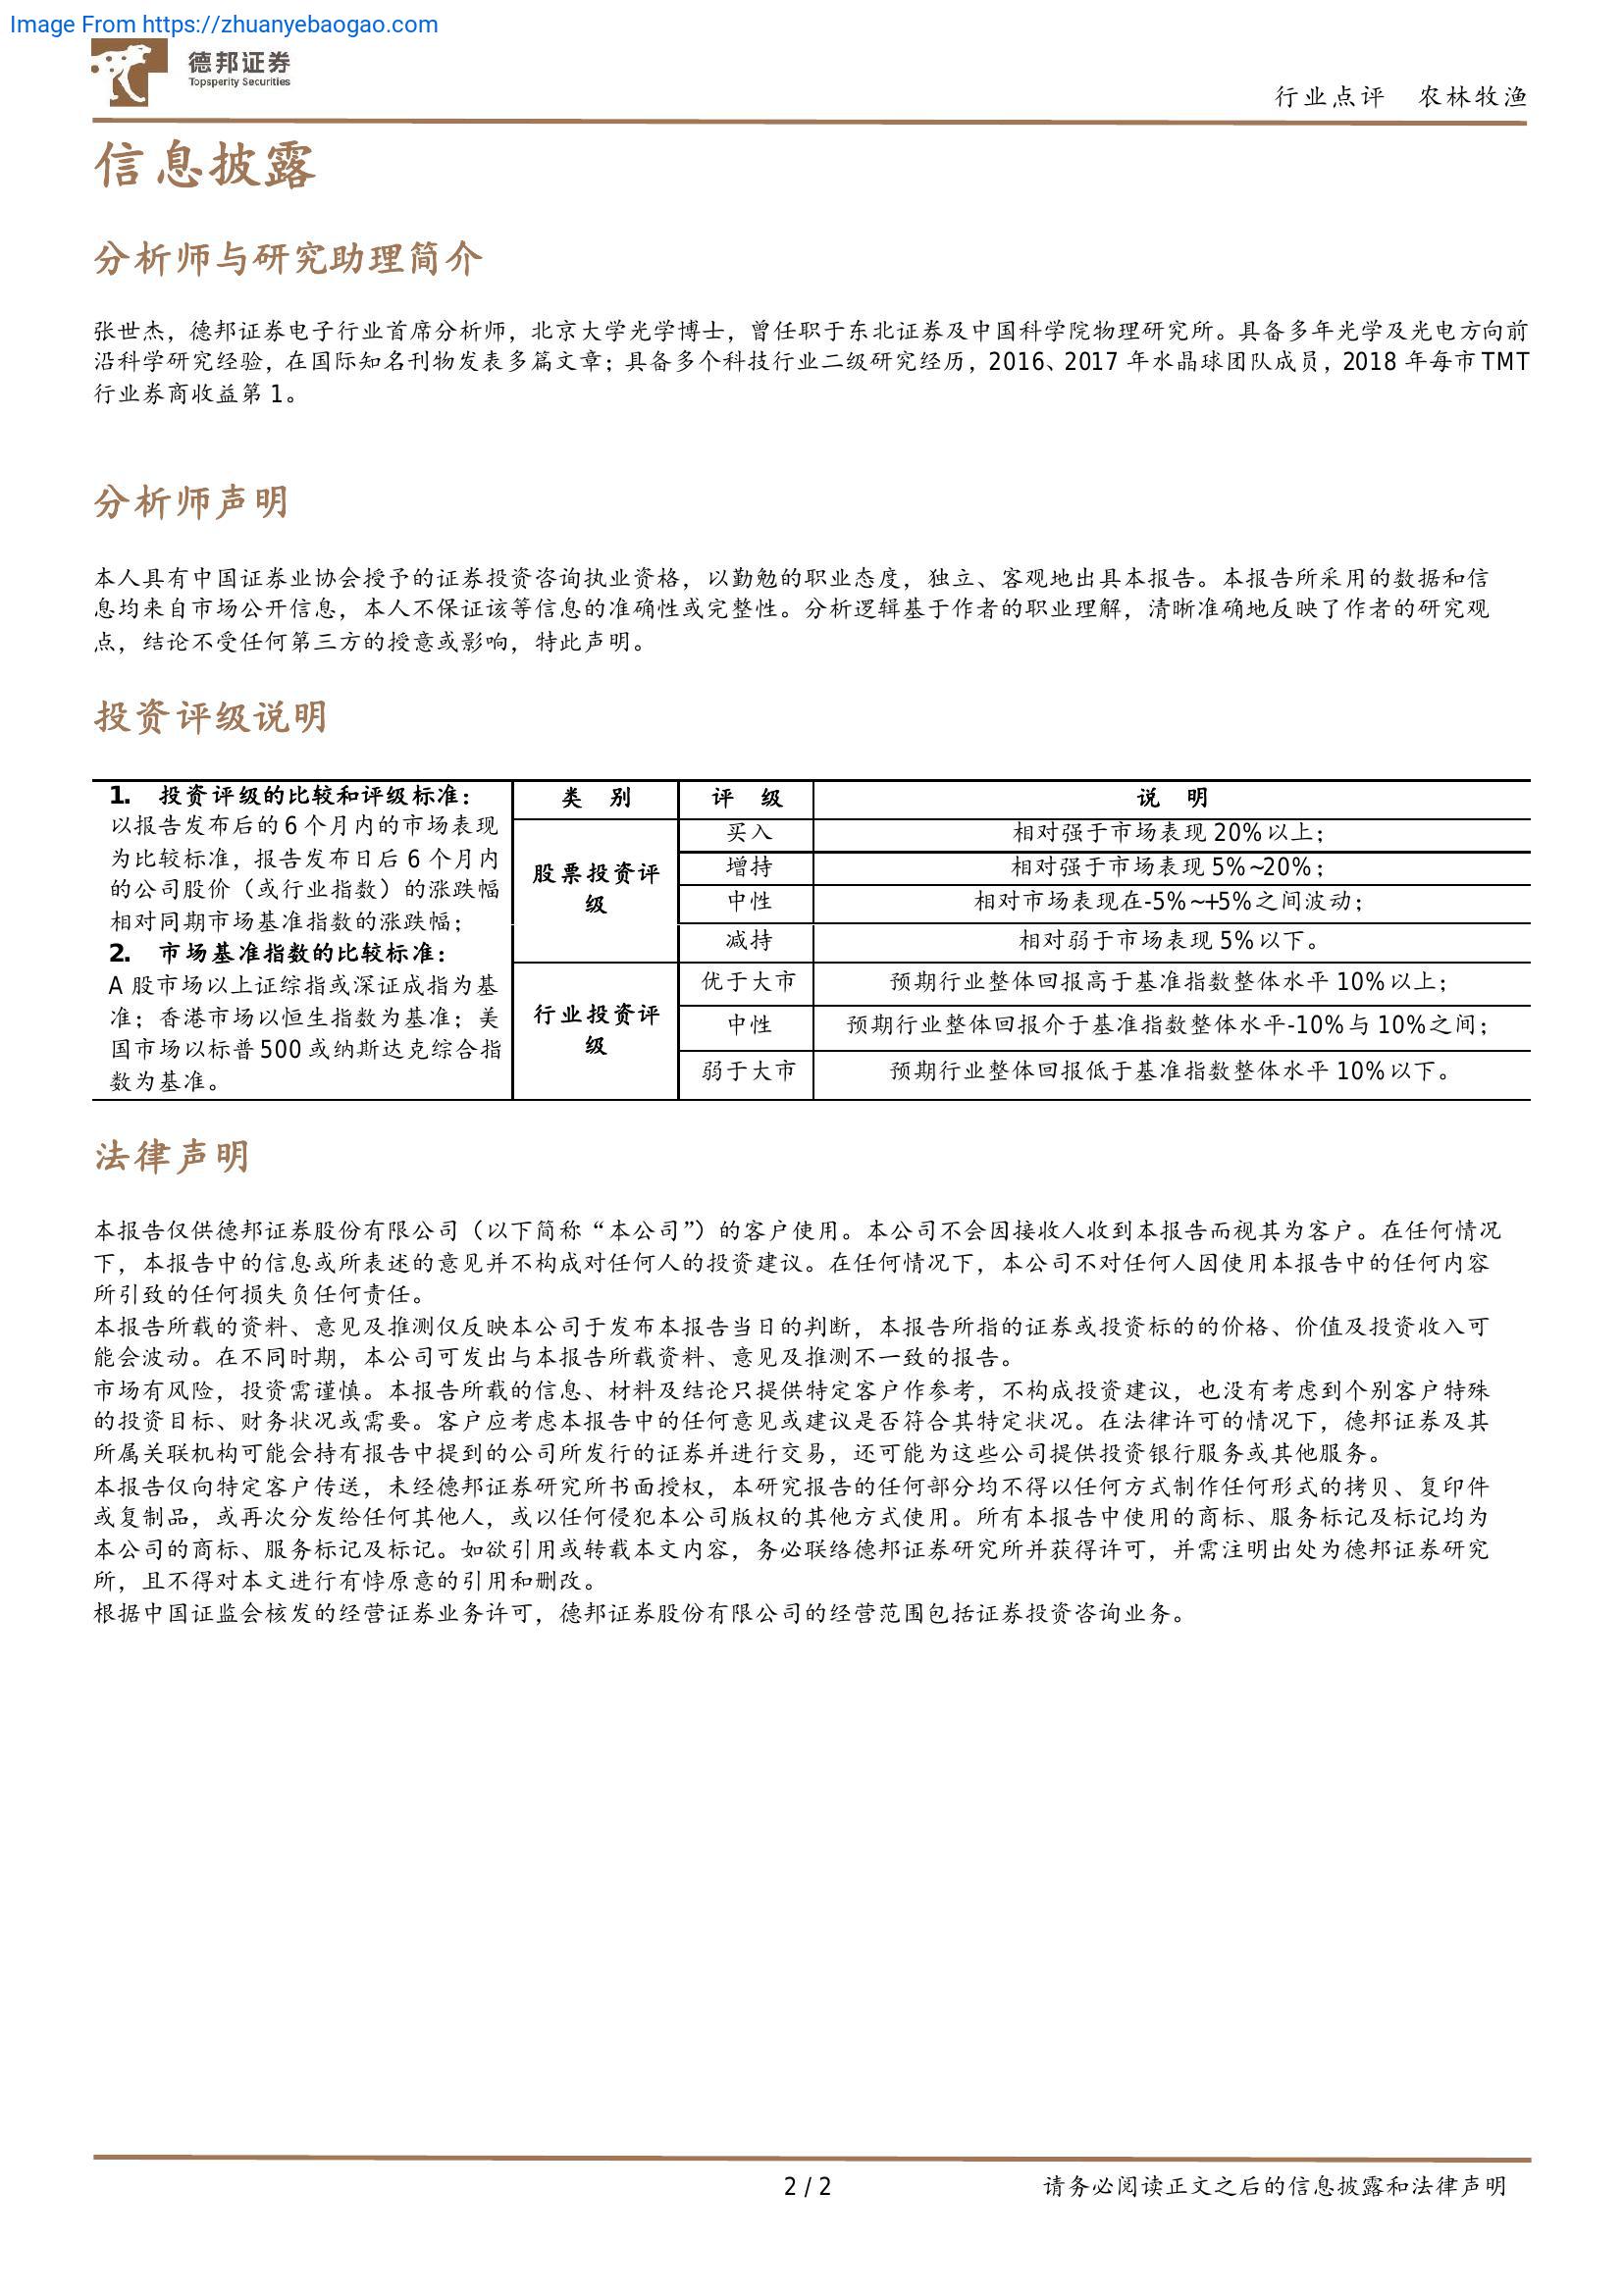 Image From https://zhuanyebaogao.com
德邦证券
Topsperity Securities
行业点评 农林牧渔
信息披露
分析师与研究助理简介
张世杰，德邦证券电子行业首席分析师，北京大学光学博士，曾任职于东北证券及中国科学院物理研究所。具备多年光学及光电方向前
沿科学研究经验，在国际知名刊物发表多篇文章；具备多个科技行业二级研究经历，2016、2017 年水晶球团队成员，2018 年每市 TMT
行业券商收益第 1。
分析师声明
本人具有中国证券业协会授予的证券投资咨询执业资格，以勤勉的职业态度，独立、客观地出具本报告。本报告所采用的数据和信
息均来自市场公开信息，本人不保证该等信息的准确性或完整性。分析逻辑基于作者的职业理解，清晰准确地反映了作者的研究观
点，结论不受任何第三方的授意或影响，特此声明。
投资评级说明
1. 投资评级的比较和评级标准：
以报告发布后的 6 个月内的市场表现
为比较标准，报告发布日后 6 个月内
的公司股价（或行业指数）的涨跌幅
相对同期市场基准指数的涨跌幅；
2. 市场基准指数的比较标准：
A 股市场以上证综指或深证成指为基
准；香港市场以恒生指数为基准；美
国市场以标普 500 或纳斯达克综合指
数为基准。
类 别 评 级 说 明
股票投资评
级
买入 相对强于市场表现 20%以上；
增持 相对强于市场表现 5%~20%；
中性 相对市场表现在-5%~+5%之间波动；
减持 相对弱于市场表现 5%以下。
行业投资评
级
优于大市 预期行业整体回报高于基准指数整体水平 10%以上；
中性 预期行业整体回报介于基准指数整体水平-10%与 10%之间；
弱于大市 预期行业整体回报低于基准指数整体水平 10%以下。
法律声明
本报告仅供德邦证券股份有限公司（以下简称“本公司”）的客户使用。本公司不会因接收人收到本报告而视其为客户。在任何情况
下，本报告中的信息或所表述的意见并不构成对任何人的投资建议。在任何情况下，本公司不对任何人因使用本报告中的任何内容
所引致的任何损失负任何责任。
本报告所载的资料、意见及推测仅反映本公司于发布本报告当日的判断，本报告所指的证券或投资标的的价格、价值及投资收入可
能会波动。在不同时期，本公司可发出与本报告所载资料、意见及推测不一致的报告。
市场有风险，投资需谨慎。本报告所载的信息、材料及结论只提供特定客户作参考，不构成投资建议，也没有考虑到个别客户特殊
的投资目标、财务状况或需要。客户应考虑本报告中的任何意见或建议是否符合其特定状况。在法律许可的情况下，德邦证券及其
所属关联机构可能会持有报告中提到的公司所发行的证券并进行交易，还可能为这些公司提供投资银行服务或其他服务。
本报告仅向特定客户传送，未经德邦证券研究所书面授权，本研究报告的任何部分均不得以任何方式制作任何形式的拷贝、复印件
或复制品，或再次分发给任何其他人，或以任何侵犯本公司版权的其他方式使用。所有本报告中使用的商标、服务标记及标记均为
本公司的商标、服务标记及标记。如欲引用或转载本文内容，务必联络德邦证券研究所并获得许可，并需注明出处为德邦证券研究
所，且不得对本文进行有悖原意的引用和删改。
根据中国证监会核发的经营证券业务许可，德邦证券股份有限公司的经营范围包括证券投资咨询业务。
2 / 2
请务必阅读正文之后的信息披露和法律声明